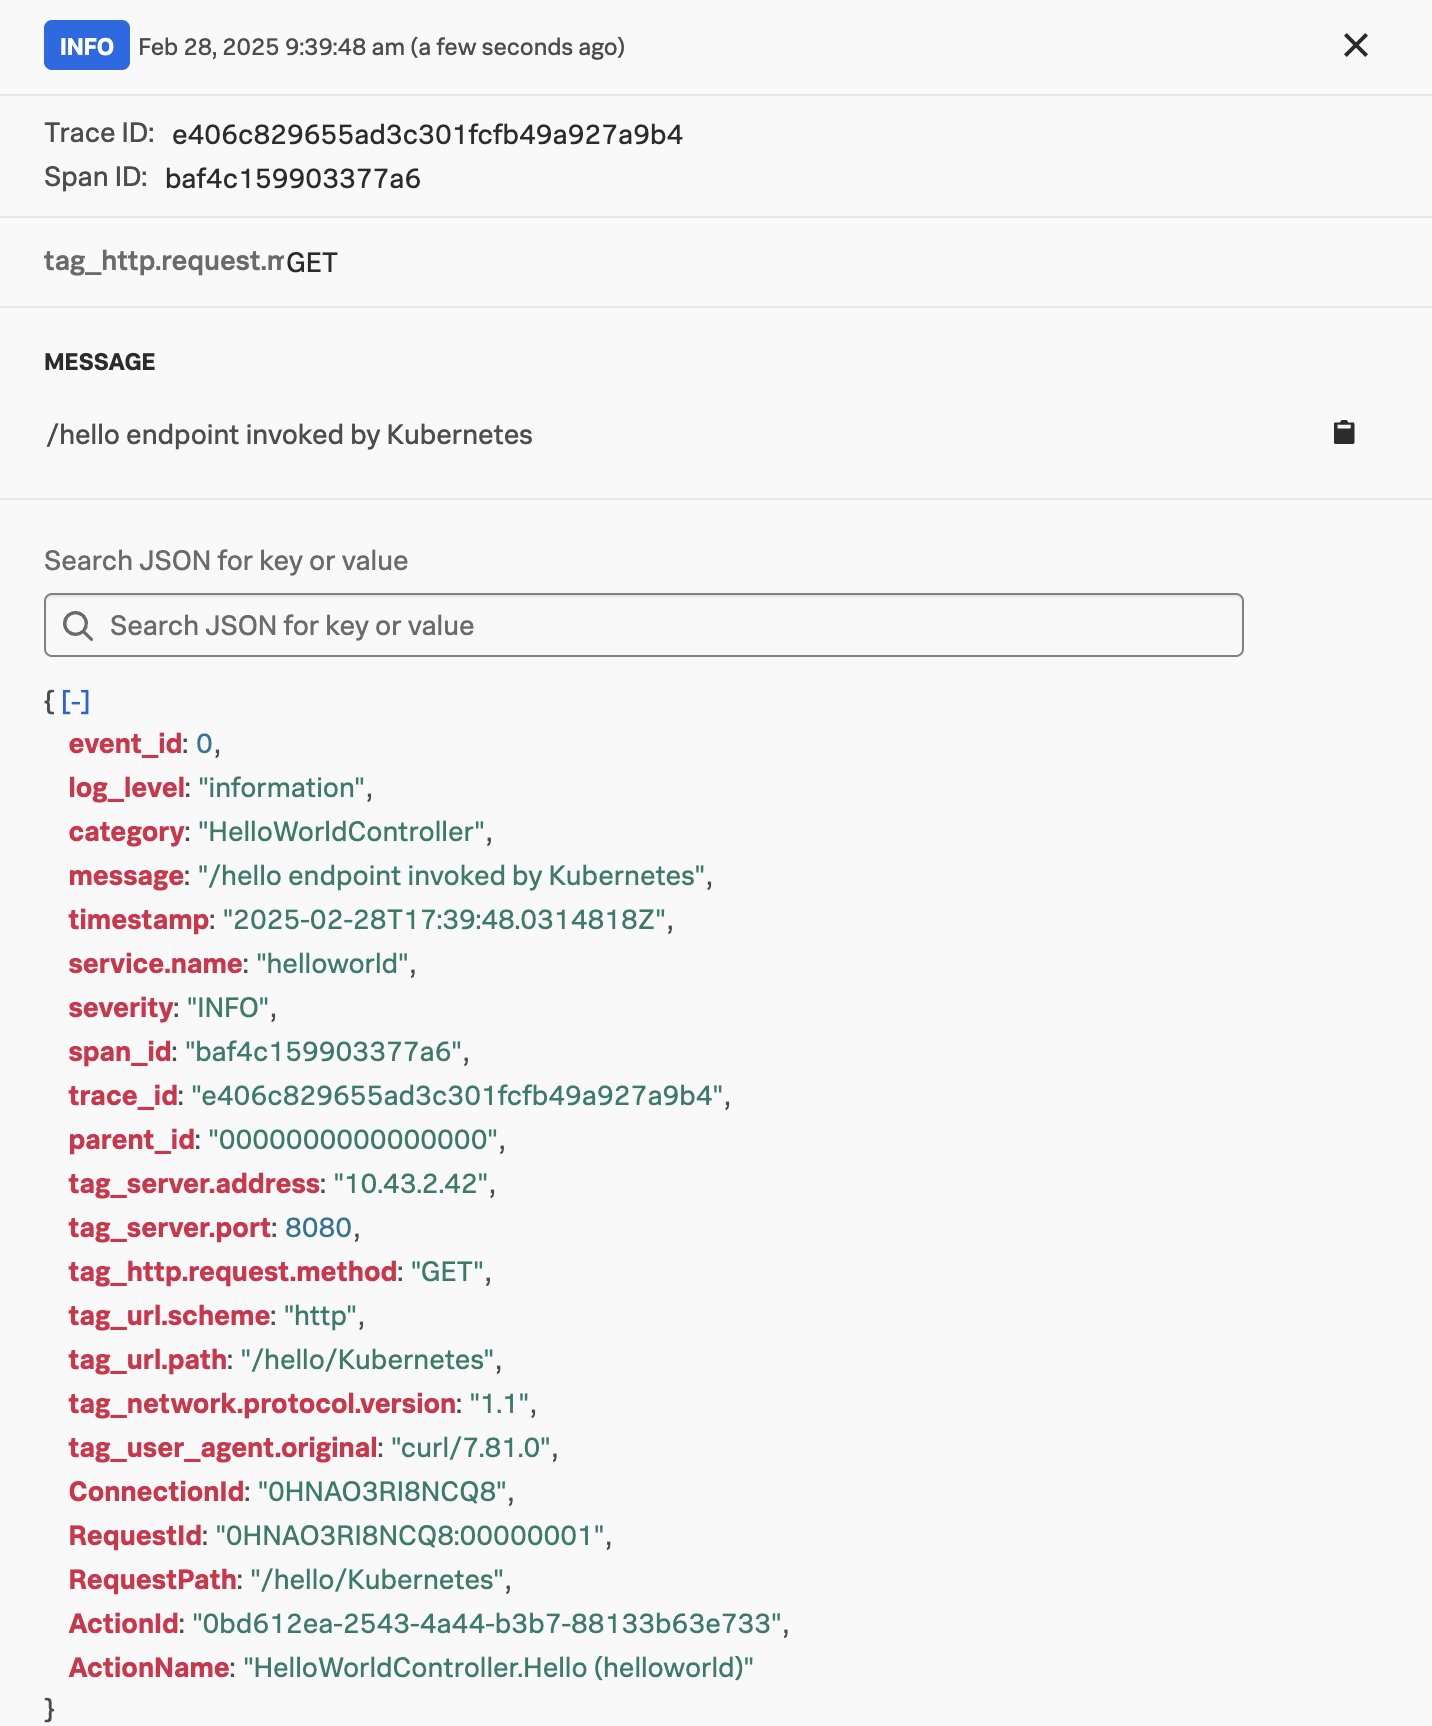 INFO Feb 28, 2025 9:39:48 am (a few seconds ago)
Trace ID: e406c829655ad3c301fcfb49a927a9b4
Span ID: baf4c159903377a6
tag_http.request.m GET
MESSAGE
/hello endpoint invoked by Kubernetes
Search JSON for key or value
Search JSON for key or value
{ [-]
event_id: 0,
log_level: "information",
category: "HelloWorldController",
message: "/hello endpoint invoked by Kubernetes",
timestamp: "2025-02-28T17:39:48.0314818Z",
service.name: "helloworld",
severity: "INFO",
span_id: "baf4c159903377a6",
trace_id: "e406c829655ad3c301fcfb49a927a9b4",
parent_id: "0000000000000000",
tag_server.address: "10.43.2.42",
tag_server.port: 8080,
tag_http.request.method: "GET",
tag_url.scheme: "http",
tag_url.path: "/hello/Kubernetes",
tag_network.protocol.version: "1.1",
tag_user_agent.original: "curl/7.81.0",
ConnectionId: "0HNAO3RI8NCQ8",
RequestId: "0HNAO3RI8NCQ8:00000001",
RequestPath: "/hello/Kubernetes",
ActionId: "0bd612ea-2543-4a44-b3b7-88133b63e733",
ActionName: "HelloWorldController.Hello (helloworld)"
}